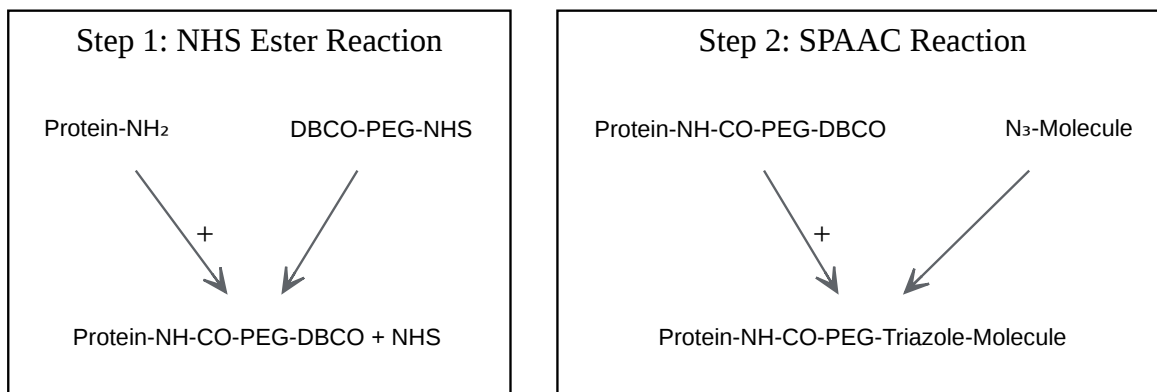 Step 1: NHS Ester Reaction
Protein-NH₂
DBCO-PEG-NHS
+
Protein-NH-CO-PEG-DBCO + NHS
Step 2: SPAAC Reaction
Protein-NH-CO-PEG-DBCO
N₃-Molecule
+
Protein-NH-CO-PEG-Triazole-Molecule